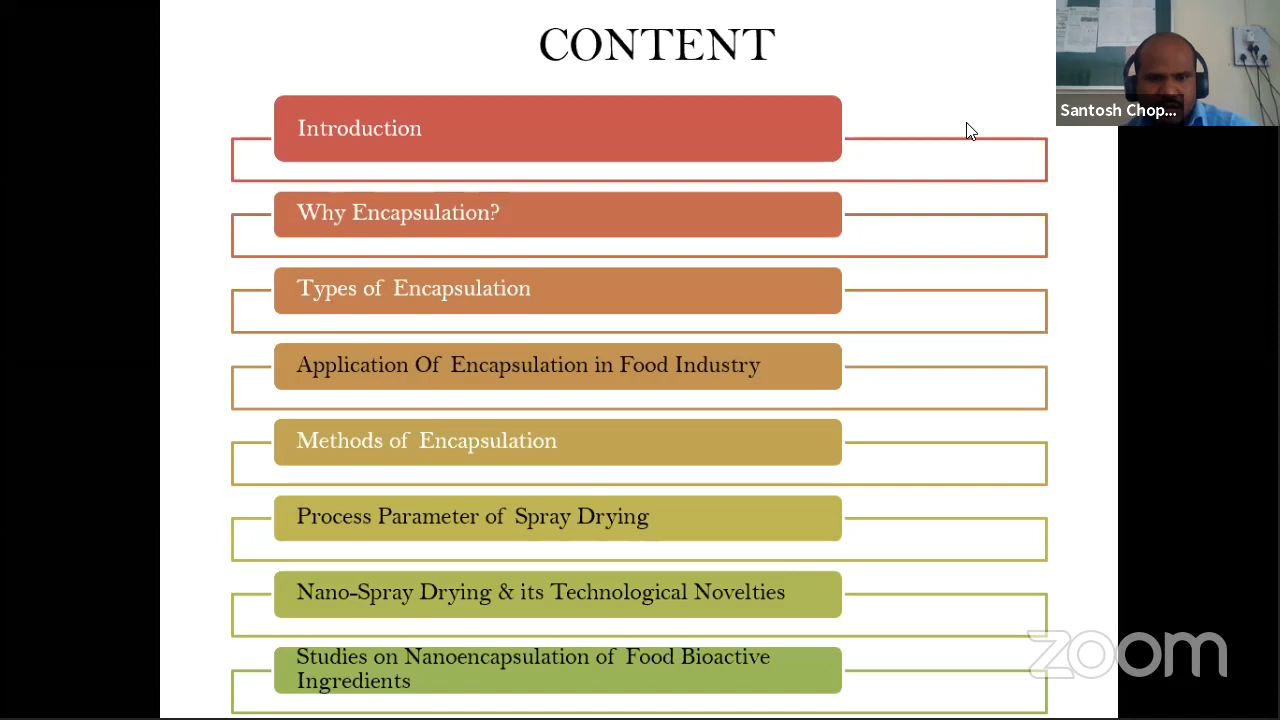 CONTENT
Santosh Chop...
Introduction
Why Encapsulation?
Types of Encapsulation
Application Of Encapsulation in Food Industry
Methods of Encapsulation
Process Parameter of Spray Drying
Nano-Spray Drying & its Technological Novelties
Studies on Nanoencapsulation of Food Bioactive
Ingredients
zoom